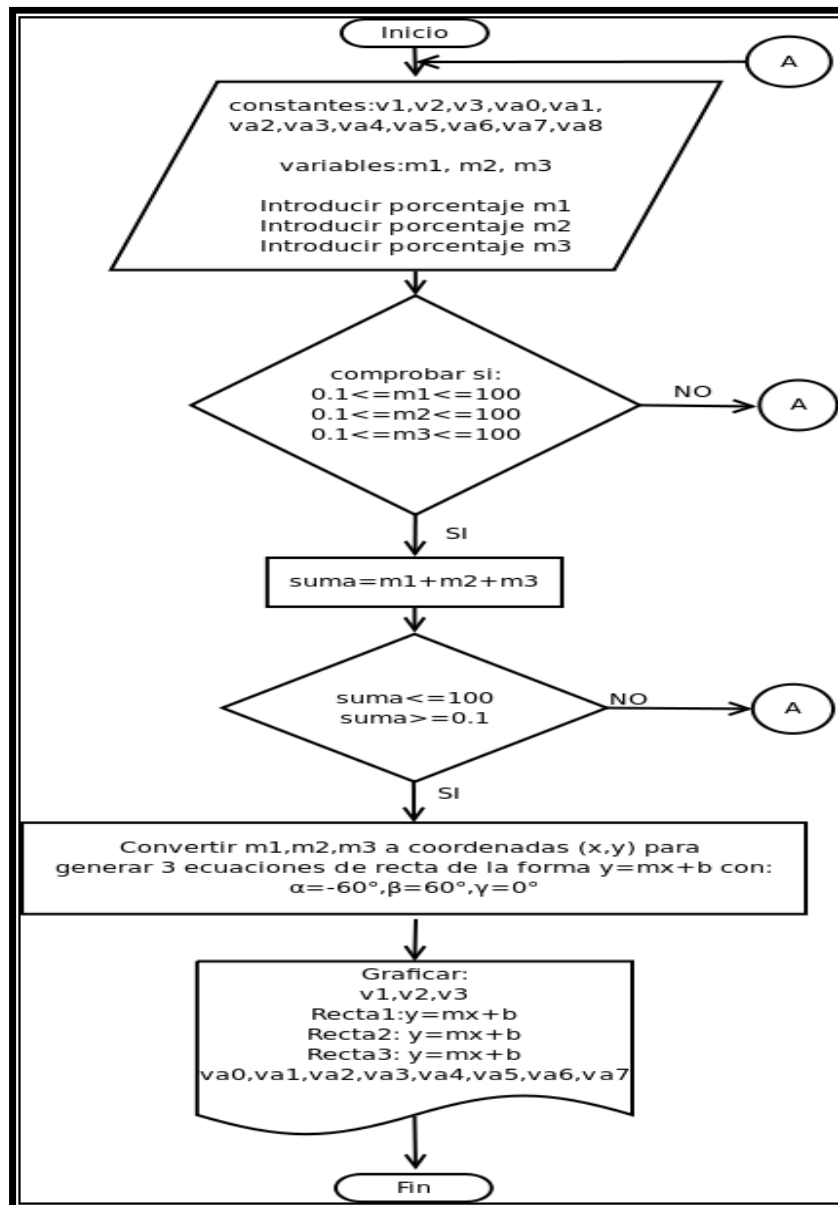 Inicio
A
constantes:v1,v2,v3,va0,va1,
va2,va3,va4,va5,va6,va7,va8
variables:m1, m2, m3
Introducir porcentaje m1
Introducir porcentaje m2
Introducir porcentaje m3
comprobar si:
0.1<=m1<=100
0.1<=m2<=100
0.1<=m3<=100
NO
A
SI
suma=m1+m2+m3
suma<=100
suma>=0.1
NO
A
SI
Convertir m1,m2,m3 a coordenadas (x,y) para
generar 3 ecuaciones de recta de la forma y=mx+b con:
α=-60°,β=60°,γ=0°
Graficar:
v1,v2,v3
Recta1:y=mx+b
Recta2: y=mx+b
Recta3: y=mx+b
va0,va1,va2,va3,va4,va5,va6,va7
Fin